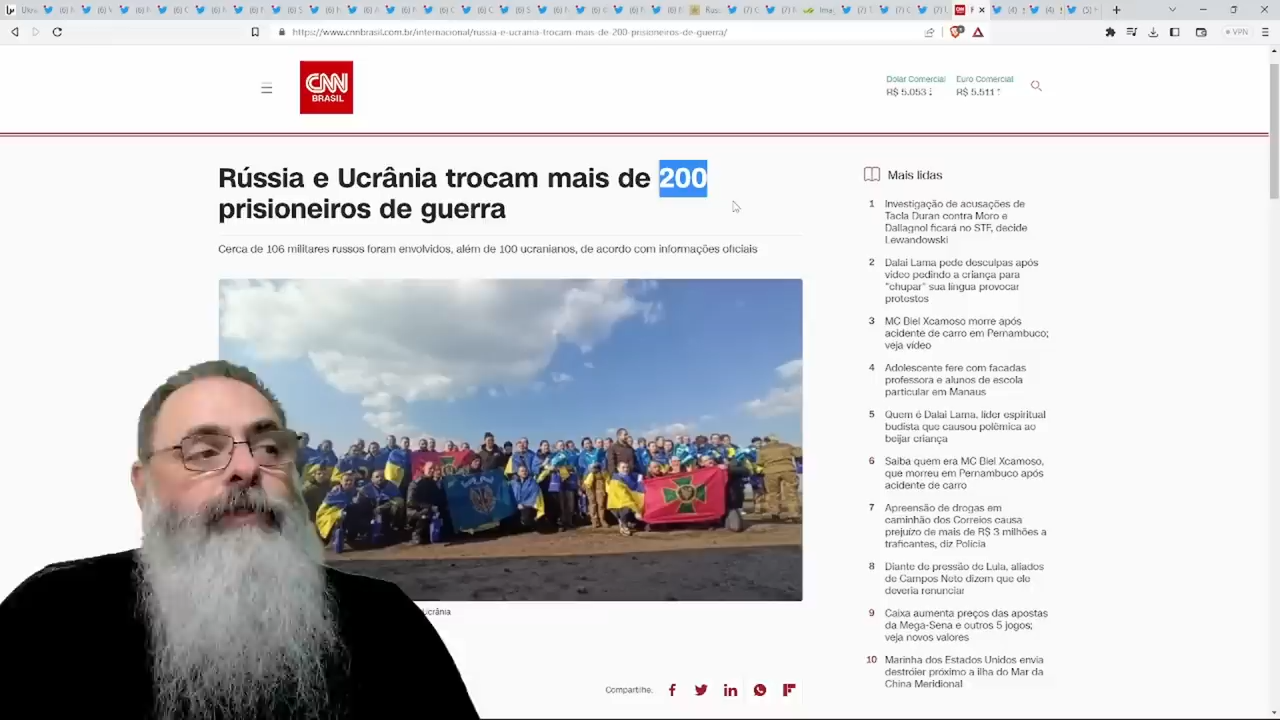 https://www.cnnbrasil.com.br/internacional/russia-e-ucrania-trocam-mais-de-200-prisioneiros-de-guerra/
VPN
CNN
BRASIL
Dólar Comercial
R$ 5.053
Euro Comercial
R$ 5.511
Rússia e Ucrânia trocam mais de 200
prisioneiros de guerra
Cerca de 106 militares russos foram envolvidos, além de 100 ucranianos, de acordo com informações oficiais
Ucrânia
Compartilhe:
Mais lidas
1 Investigação de acusações de
Tacla Duran contra Moro e
Dallagnol ficará no STF, decide
Lewandowski
2 Dalai Lama pede desculpas após
vídeo pedindo a criança para
"chupar" sua língua provocar
protestos
3 MC Biel Xcamoso morre após
acidente de carro em Pernambuco;
veja vídeo
4 Adolescente fere com facadas
professora e alunos de escola
particular em Manaus
5 Quem é Dalai Lama, líder espiritual
budista que causou polêmica ao
beijar criança
6 Saiba quem era MC Biel Xcamoso,
que morreu em Pernambuco após
acidente de carro
7 Apreensão de drogas em
caminhão dos Correios causa
prejuízo de mais de R$ 3 milhões a
traficantes, diz Polícia
8 Diante de pressão de Lula, aliados
de Campos Neto dizem que ele
deveria renunciar
9 Caixa aumenta preços das apostas
da Mega-Sena e outros 5 jogos;
veja novos valores
10 Marinha dos Estados Unidos envia
destróier próximo a ilha do Mar da
China Meridional